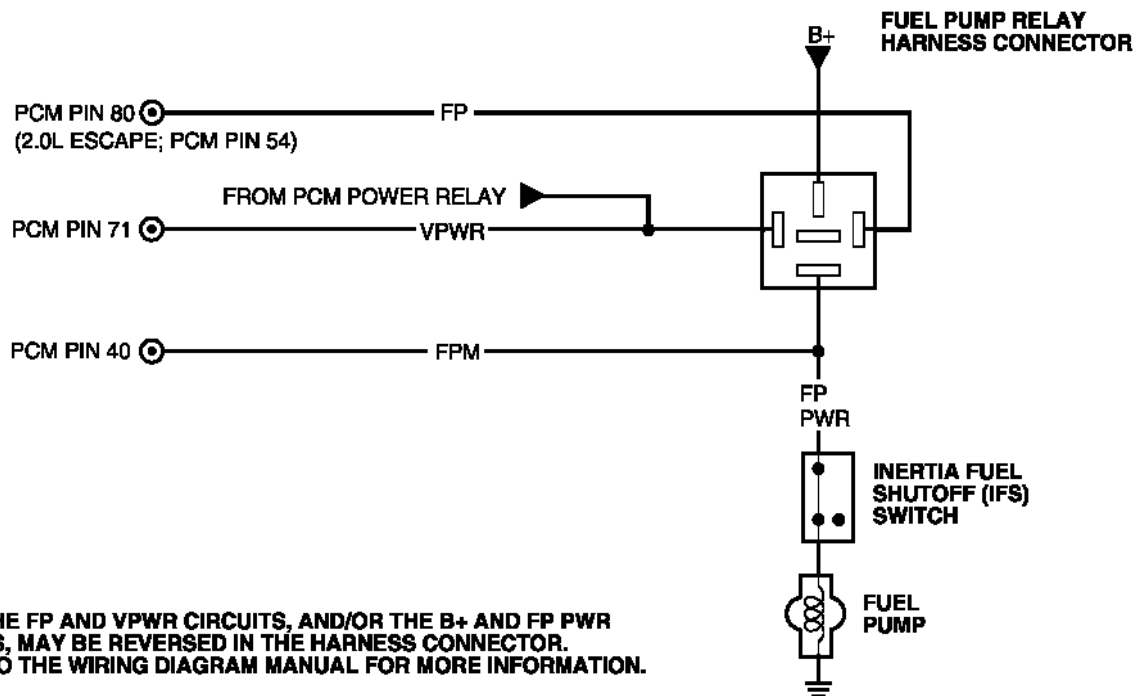 FUEL PUMP RELAY
HARNESS CONNECTOR
B+
PCM PIN 80
FP
(2.0L ESCAPE; PCM PIN 54)
FROM PCM POWER RELAY
PCM PIN 71
VPWR
PCM PIN 40
FPM
FP
PWR
INERTIA FUEL
SHUTOFF (IFS)
SWITCH
FUEL
PUMP
FP AND VPWR CIRCUITS, AND/OR THE B+ AND FP PWR
MAY BE REVERSED IN THE HARNESS CONNECTOR.
THE WIRING DIAGRAM MANUAL FOR MORE INFORMATION.